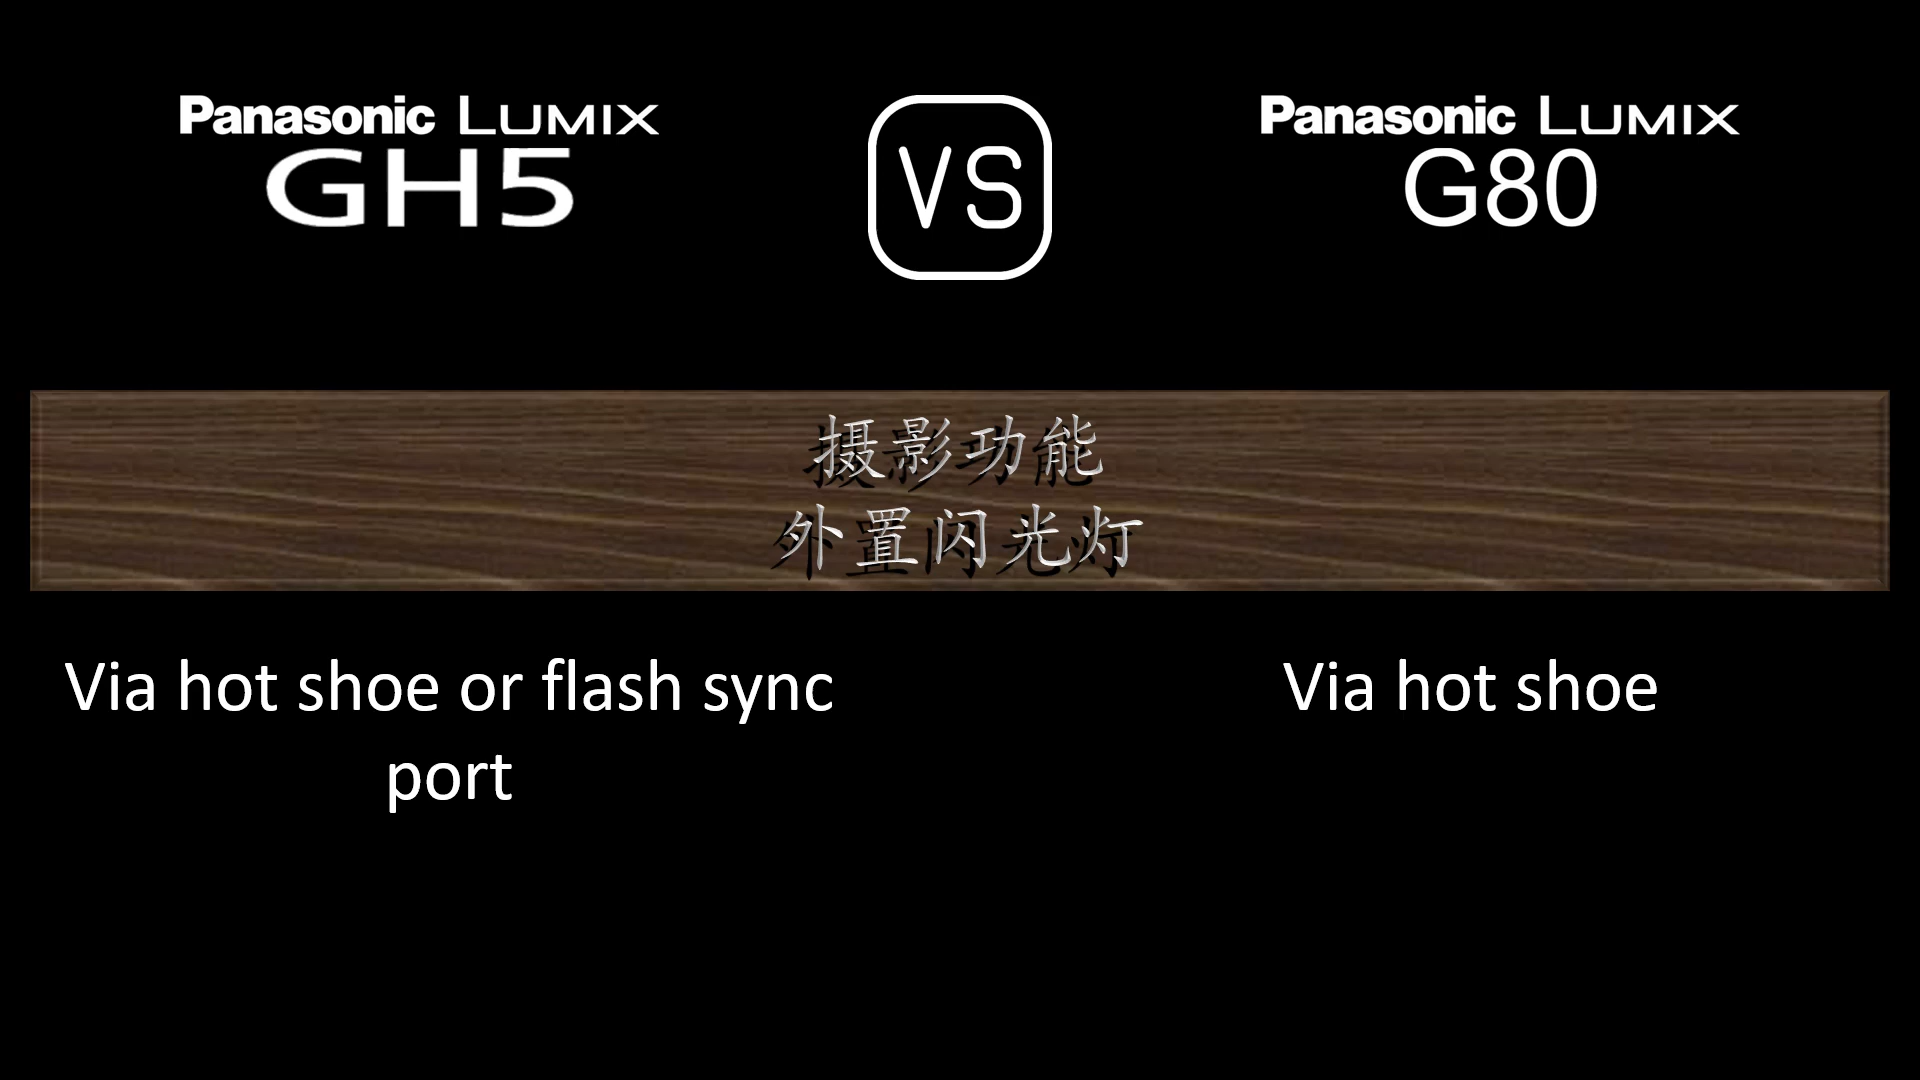 Panasonic LUMIX
GH5
VS
Panasonic LUMIX
G80
摄影功能
外置闪光灯
Via hot shoe or flash sync
port
Via hot shoe